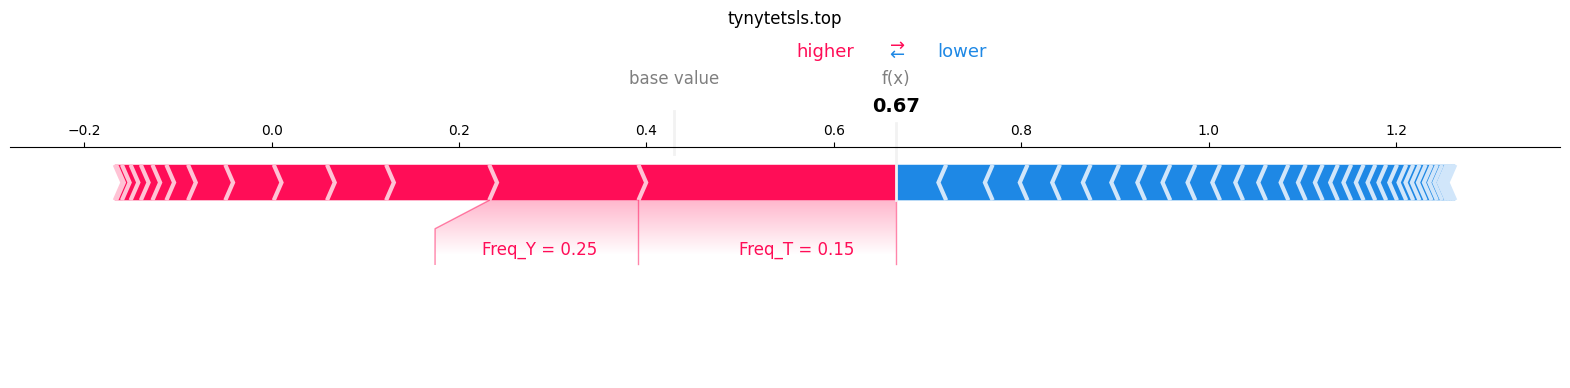 tynytetsls.top
higher ⇄ lower
base value f(x)
0.67
−0.2 0.0 0.2 0.4 0.6 0.8 1.0 1.2
Freq_Y = 0.25 Freq_T = 0.15